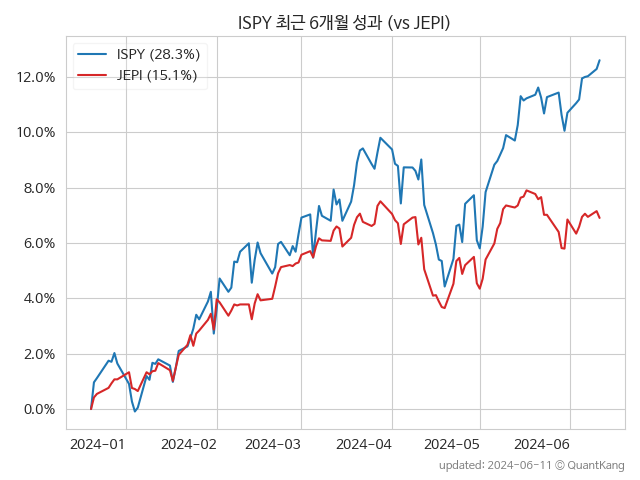 ISPY 최근 6개월 성과 (vs JEPI)
ISPY (28.3%)
JEPI (15.1%)
12.0%
10.0%
8.0%
6.0%
4.0%
2.0%
0.0%
2024-01 2024-02 2024-03 2024-04 2024-05 2024-06
updated: 2024-06-11 © QuantKang